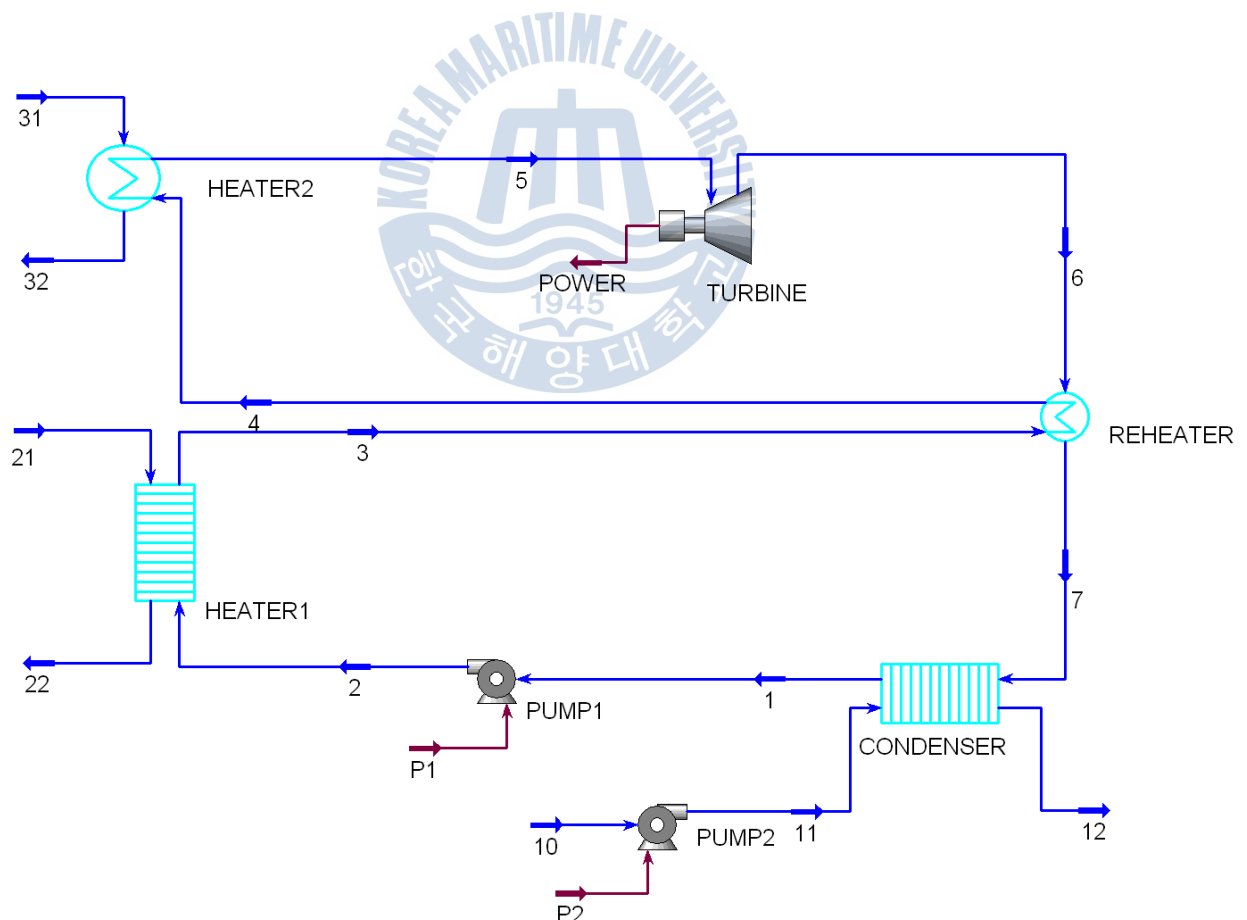 KOREA MARITIME UNIVERSITY
31
HEATER2
5
32
POWER
TURBINE
6
1945
한국해양대학교
4
3
21
REHEATER
HEATER1
7
22
2
PUMP1
1
CONDENSER
P1
10
PUMP2
11
12
P2